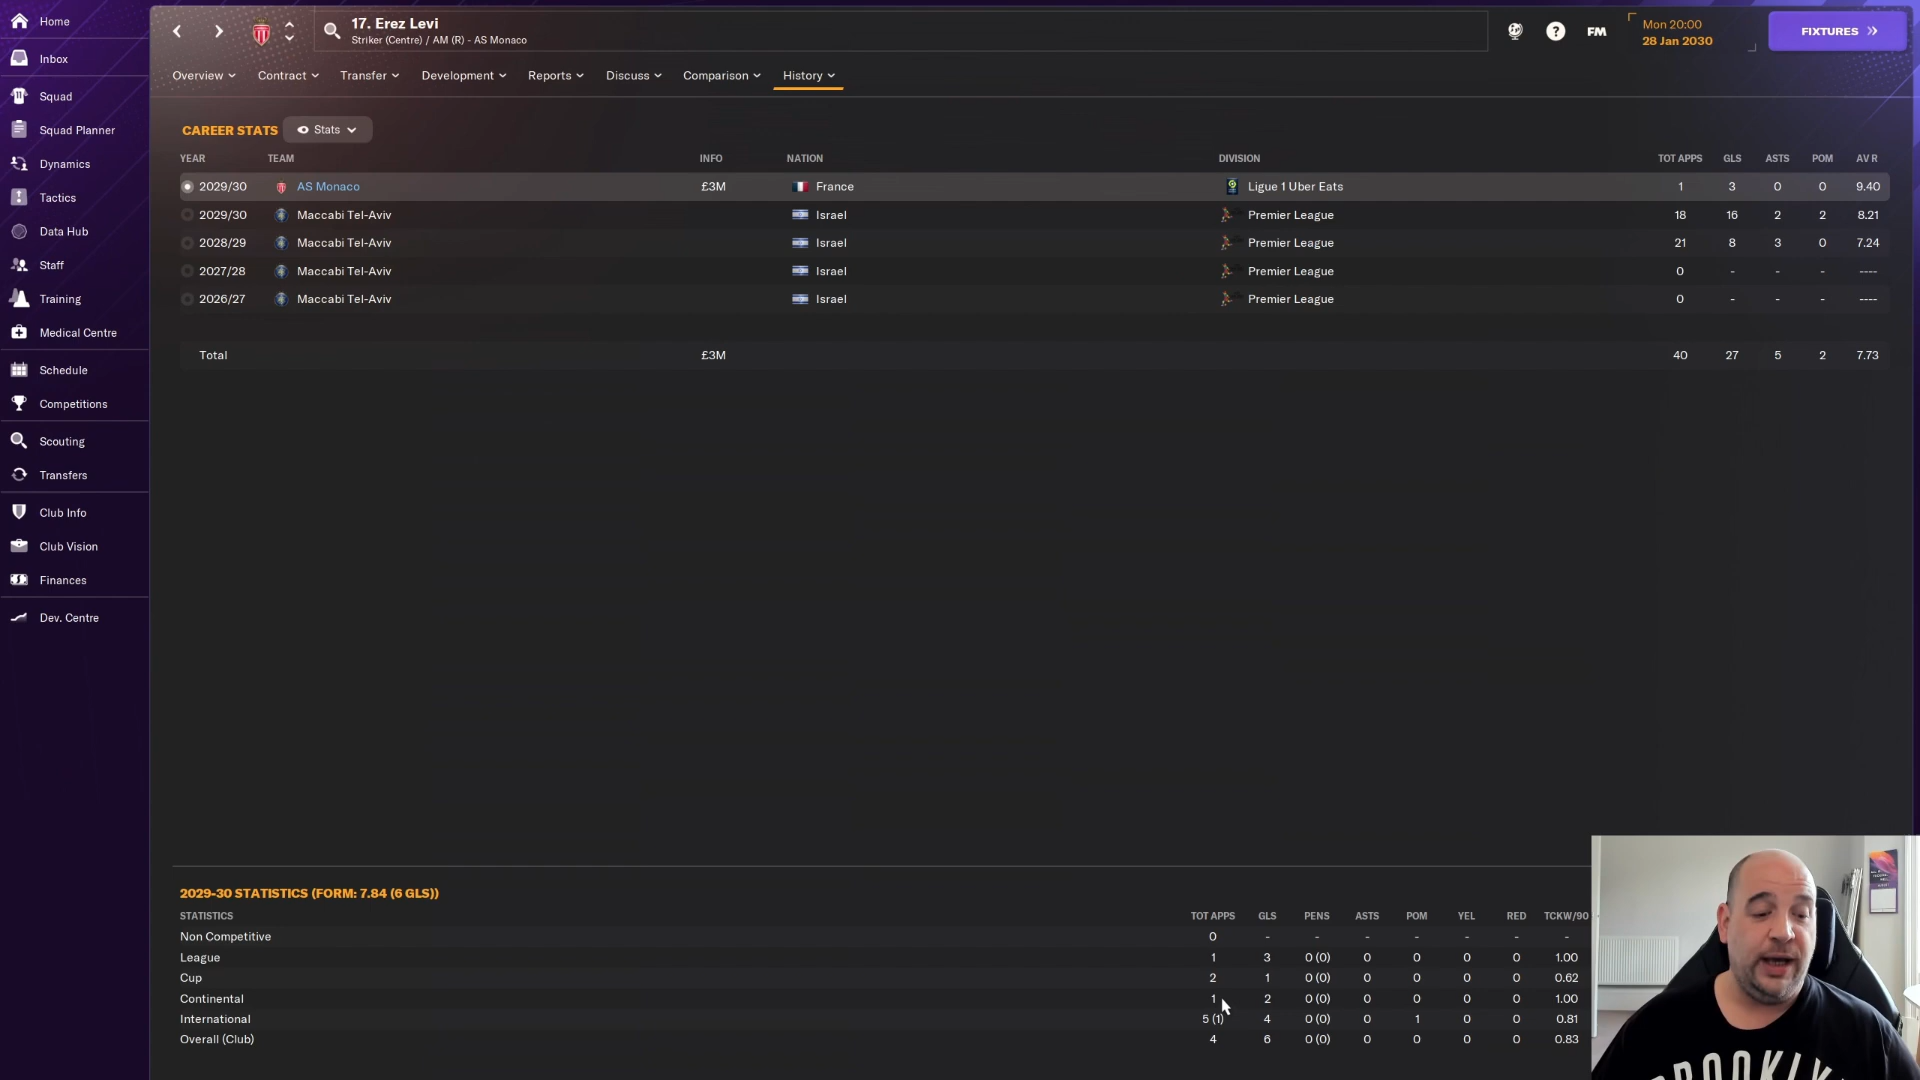 Home
Inbox
Squad
Squad Planner
Dynamics
Tactics
Data Hub
Staff
Training
Medical Centre
Schedule
Competitions
Scouting
Transfers
Club Info
Club Vision
Finances
Dev. Centre
17. Erez Levi
Striker (Centre) / AM (R) - AS Monaco
FM
Mon 20:00
28 Jan 2030
FIXTURES
Overview Contract Transfer Development Reports Discuss Comparison History
CAREER STATS Stats
YEAR TEAM INFO NATION DIVISION TOT APPS GLS ASTS POM AV R
2029/30 AS Monaco £3M France Ligue 1 Uber Eats 1 3 0 0 9.40
2029/30 Maccabi Tel-Aviv Israel Premier League 18 16 2 2 8.21
2028/29 Maccabi Tel-Aviv Israel Premier League 21 8 3 0 7.24
2027/28 Maccabi Tel-Aviv Israel Premier League 0 - - - ----
2026/27 Maccabi Tel-Aviv Israel Premier League 0 - - - ----
Total £3M 40 27 5 2 7.73
2029-30 STATISTICS (FORM: 7.84 (6 GLS))
STATISTICS TOT APPS GLS PENS ASTS POM YEL RED TCKW/90
Non Competitive 0 - - - - - - -
League 1 3 0 (0) 0 0 0 0 1.00
Cup 2 1 0 (0) 0 0 0 0 0.62
Continental 1 2 0 (0) 0 0 0 0 1.00
International 5 (1) 4 0 (0) 0 1 0 0 0.81
Overall (Club) 4 6 0 (0) 0 0 0 0 0.83